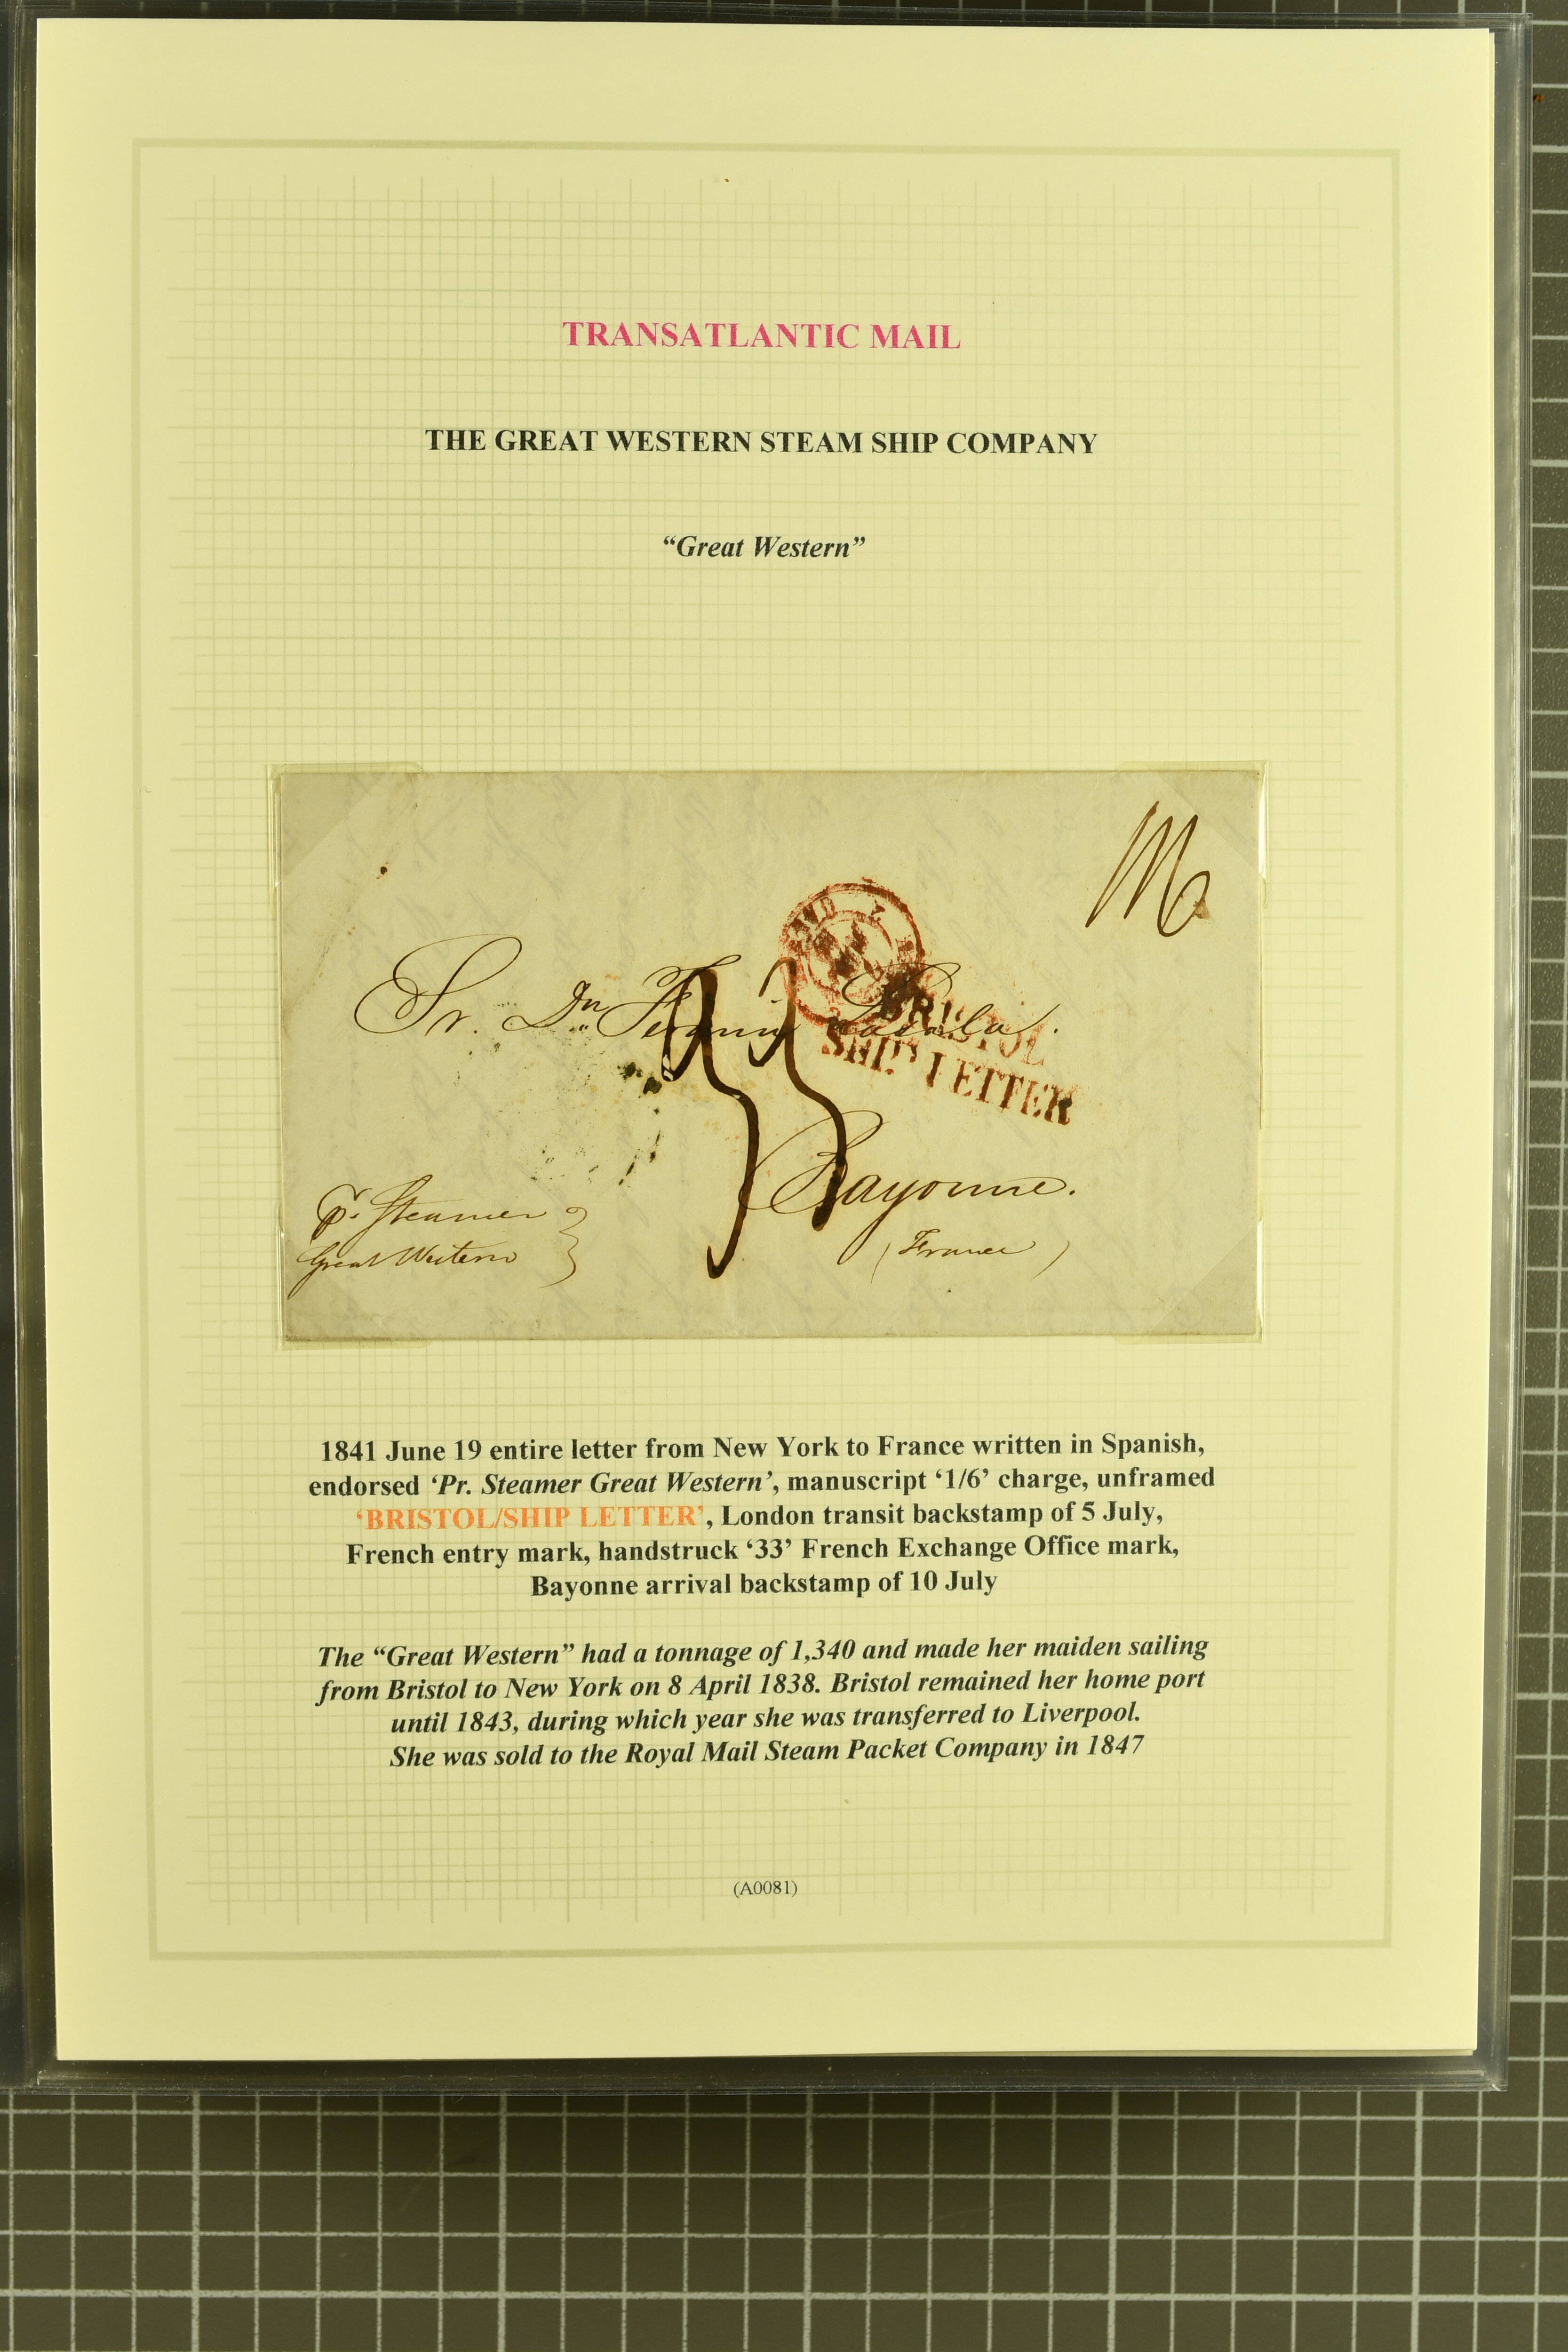 TRANSATLANTIC MAIL
THE GREAT WESTERN STEAM SHIP COMPANY
“Great Western”
Sr. Dn
BRISTOL
SHIP LETTER
33
Bayonne.
(France)
Pr. Steamer
Great Western
1841 June 19 entire letter from New York to France written in Spanish,
endorsed ‘Pr. Steamer Great Western’, manuscript ‘1/6’ charge, unframed
‘BRISTOL/SHIP LETTER’, London transit backstamp of 5 July,
French entry mark, handstruck ‘33’ French Exchange Office mark,
Bayonne arrival backstamp of 10 July
The “Great Western” had a tonnage of 1,340 and made her maiden sailing
from Bristol to New York on 8 April 1838. Bristol remained her home port
until 1843, during which year she was transferred to Liverpool.
She was sold to the Royal Mail Steam Packet Company in 1847
(A0081)